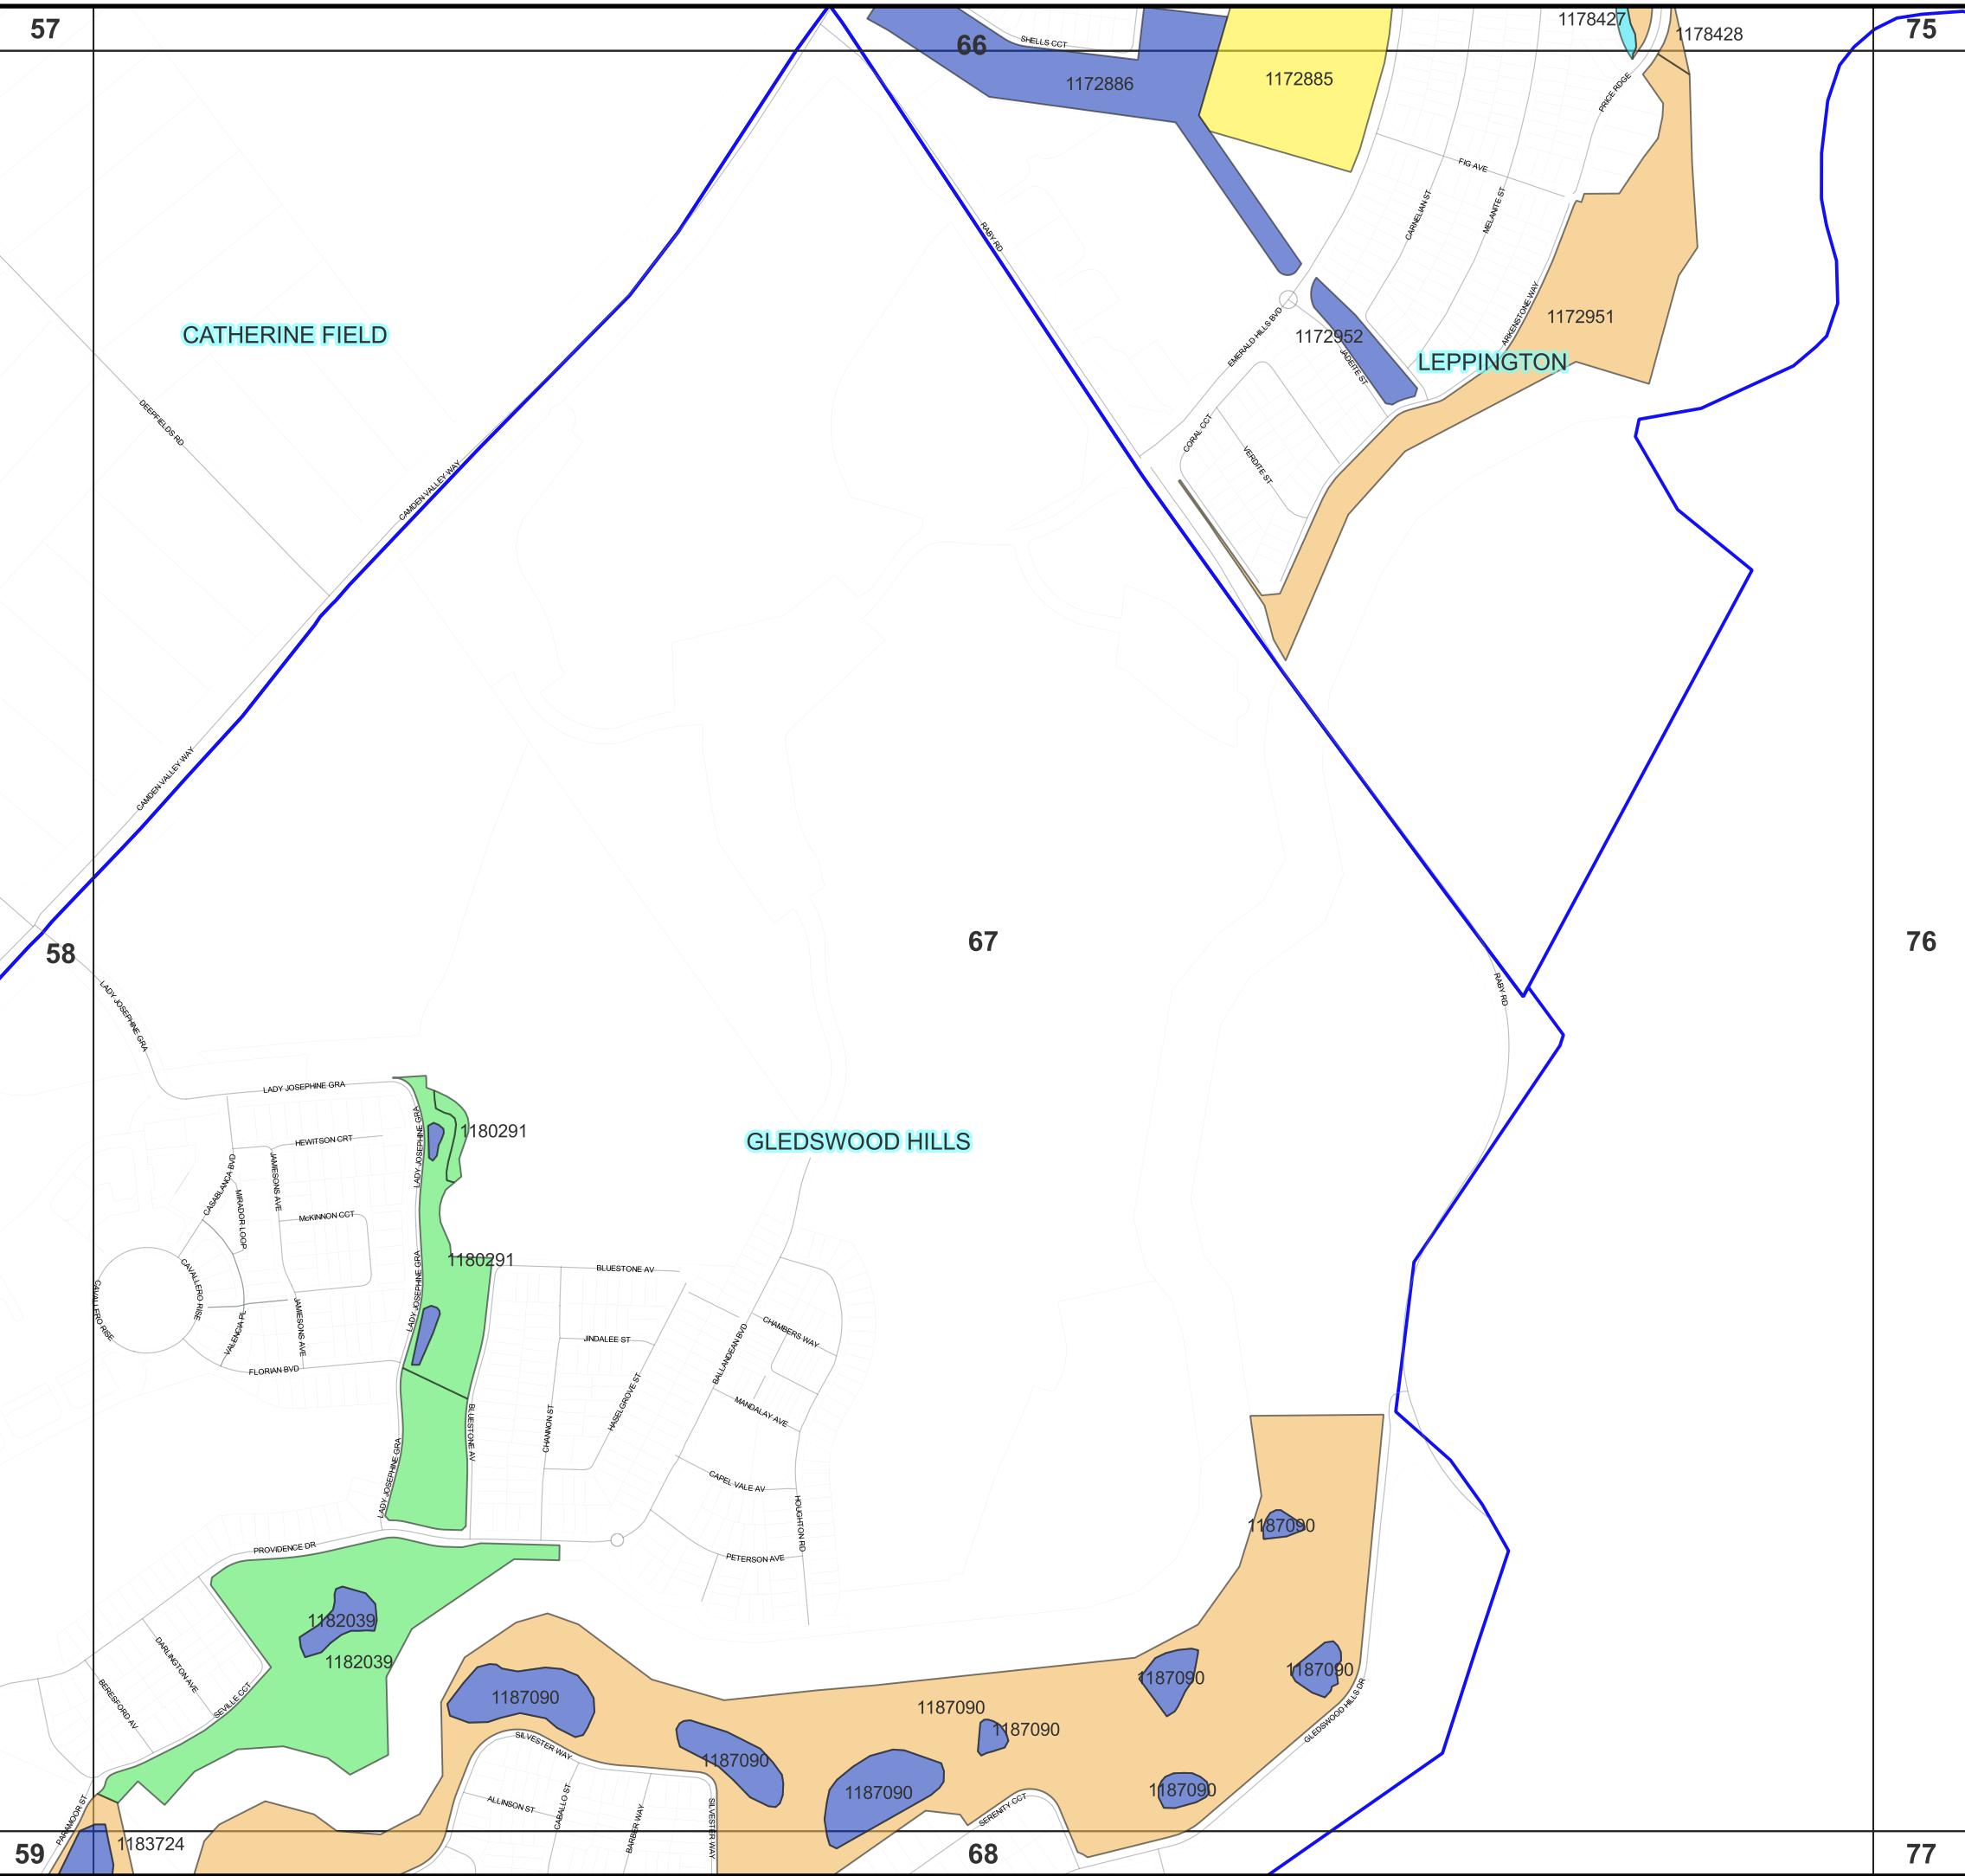 57
66
75
1178427
1178428
SHELLS CCT
1172886
1172885
PRICE RDGE
FIG AVE
CARNELIAN ST
MELANITE ST
RABY RD
CATHERINE FIELD
EMERALD HILLS BVD
1172952
JADEITE ST
ARKENSTONE WAY
1172951
LEPPINGTON
DEEPFIELDS RD
CAMDEN VALLEY WAY
CORAL CCT
VERDITE ST
CAMDEN VALLEY WAY
58
67
76
RABY RD
LADY JOSEPHINE GRA
LADY JOSEPHINE GRA
LADY JOSEPHINE GRA
1180291
HEWITSON CRT
GLEDSWOOD HILLS
CASABLANCA BVD
MIRADOR LOOP
JAMIESONS AVE
McKINNON CCT
1180291
LADY JOSEPHINE GRA
BLUESTONE AV
CAVALLERO RISE
CAVALLERO RISE
VALENCIA PL
JAMIESONS AVE
FLORIAN BVD
JINDALEE ST
CHAMBERS WAY
BALLANDEAN BVD
HASELGROVE ST
MANDALAY AVE
CHANNON ST
BLUESTONE AV
LADY JOSEPHINE GRA
CAPEL VALE AV
HOUGHTON RD
PETERSON AVE
PROVIDENCE DR
1187090
1182039
1182039
DARLINGTON AVE
BERESFORD AV
SEVILLE CCT
1187090
1187090
1187090
1187090
1187090
1187090
1187090
1187090
GLEDSWOOD HILLS DR
SILVESTER WAY
ALLINSON ST
CABALLO ST
BARBER WAY
SILVESTER WAY
SERENITY CCT
PARAMOOR ST
1183724
59
68
77